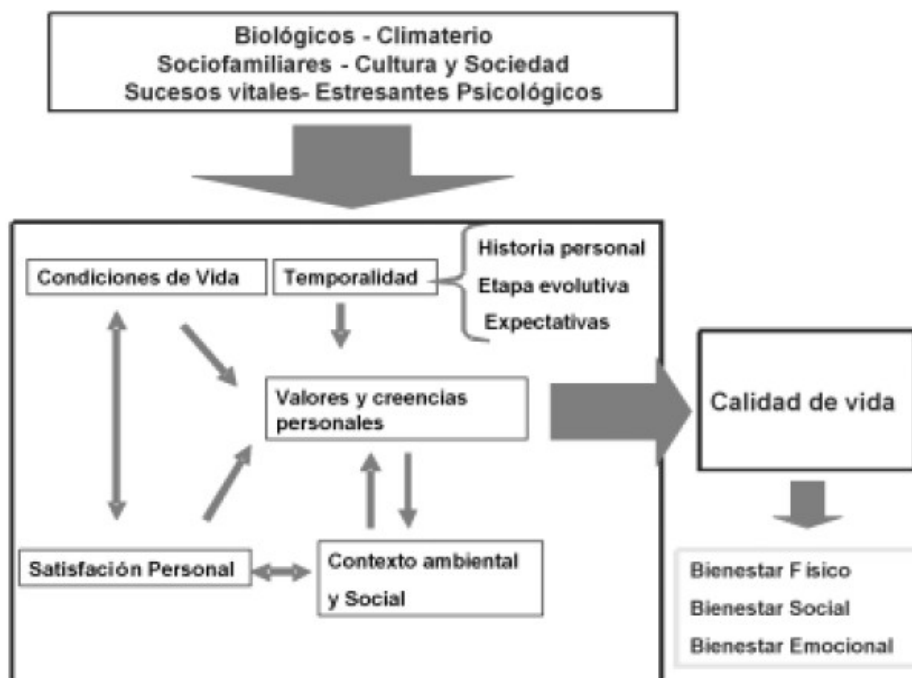 Biológicos - Climaterio
Sociofamiliares - Cultura y Sociedad
Sucesos vitales- Estresantes Psicológicos
Condiciones de Vida
Temporalidad
Historia personal
Etapa evolutiva
Expectativas
Valores y creencias
personales
Calidad de vida
Satisfacción Personal
Contexto ambiental
y Social
Bienestar Físico
Bienestar Social
Bienestar Emocional